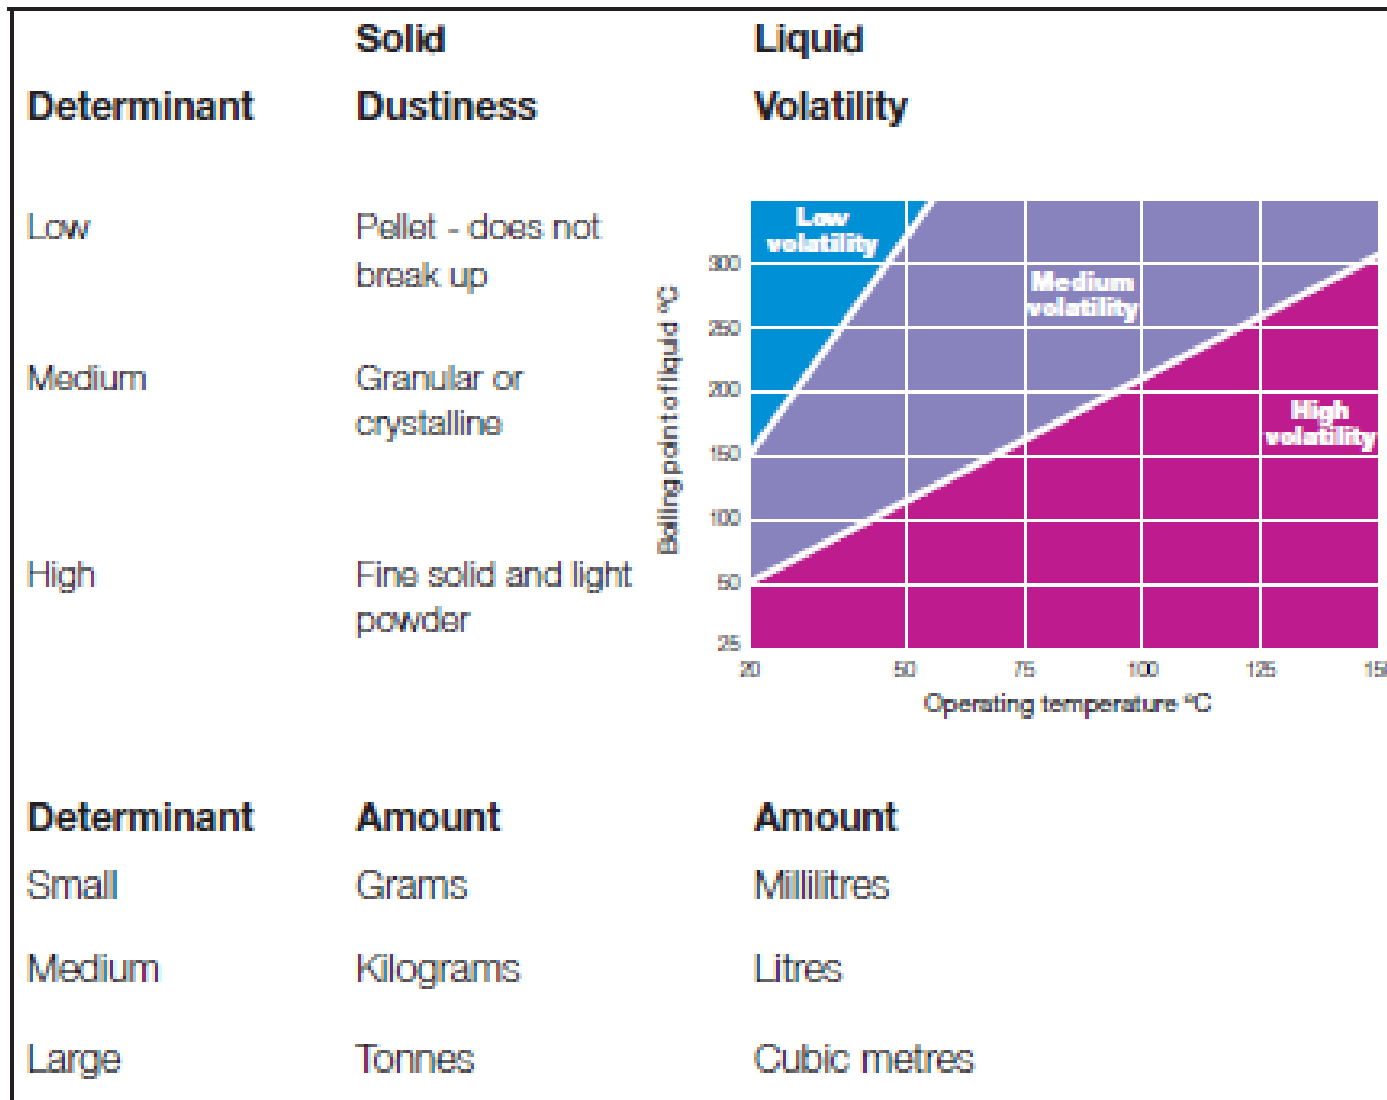 Solid Liquid
Determinant Dustiness Volatility
Low Pellet - does not
break up
Medium Granular or
crystalline
High Fine solid and light
powder
Low
volatility
Medium
volatility
High
volatility
Boiling point of liquid ºC
300
250
200
150
100
50
25
20 50 75 100 125 15
Operating temperature ºC
Determinant Amount Amount
Small Grams Millilitres
Medium Kilograms Litres
Large Tonnes Cubic metres